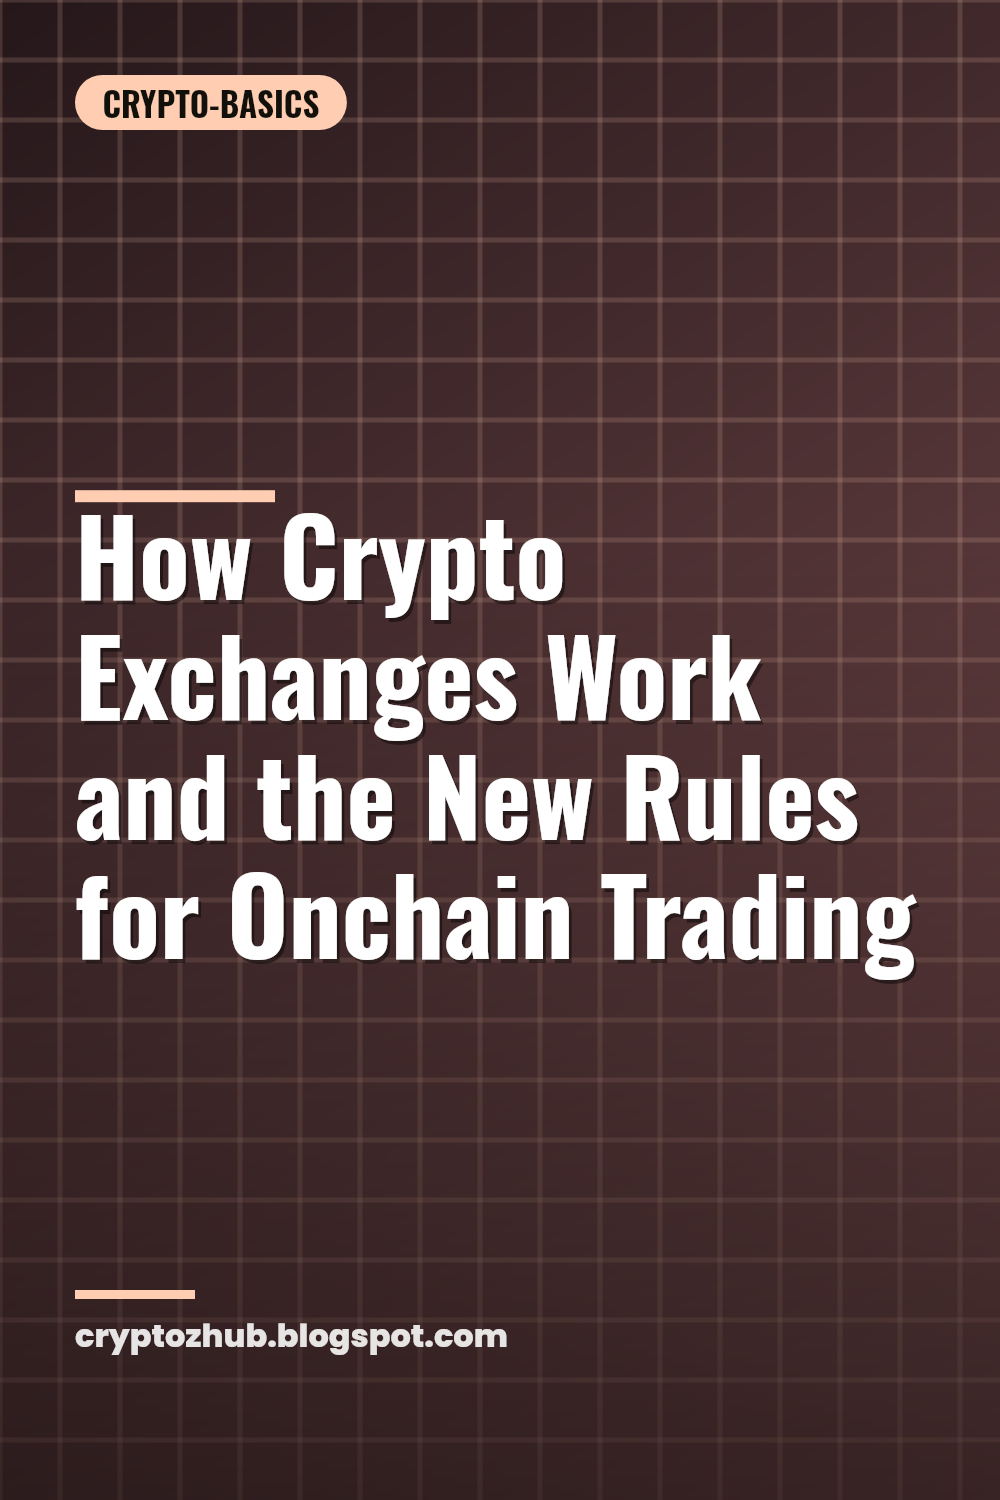 CRYPTO-BASICS
How Crypto
Exchanges Work
and the New Rules
for Onchain Trading
cryptozhub.blogspot.com